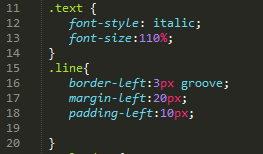 11 .text {
12 font-style: italic;
13 font-size:110%;
14 }
15 .line{
16 border-left:3px groove;
17 margin-left:20px;
18 padding-left:10px;
19
20 }